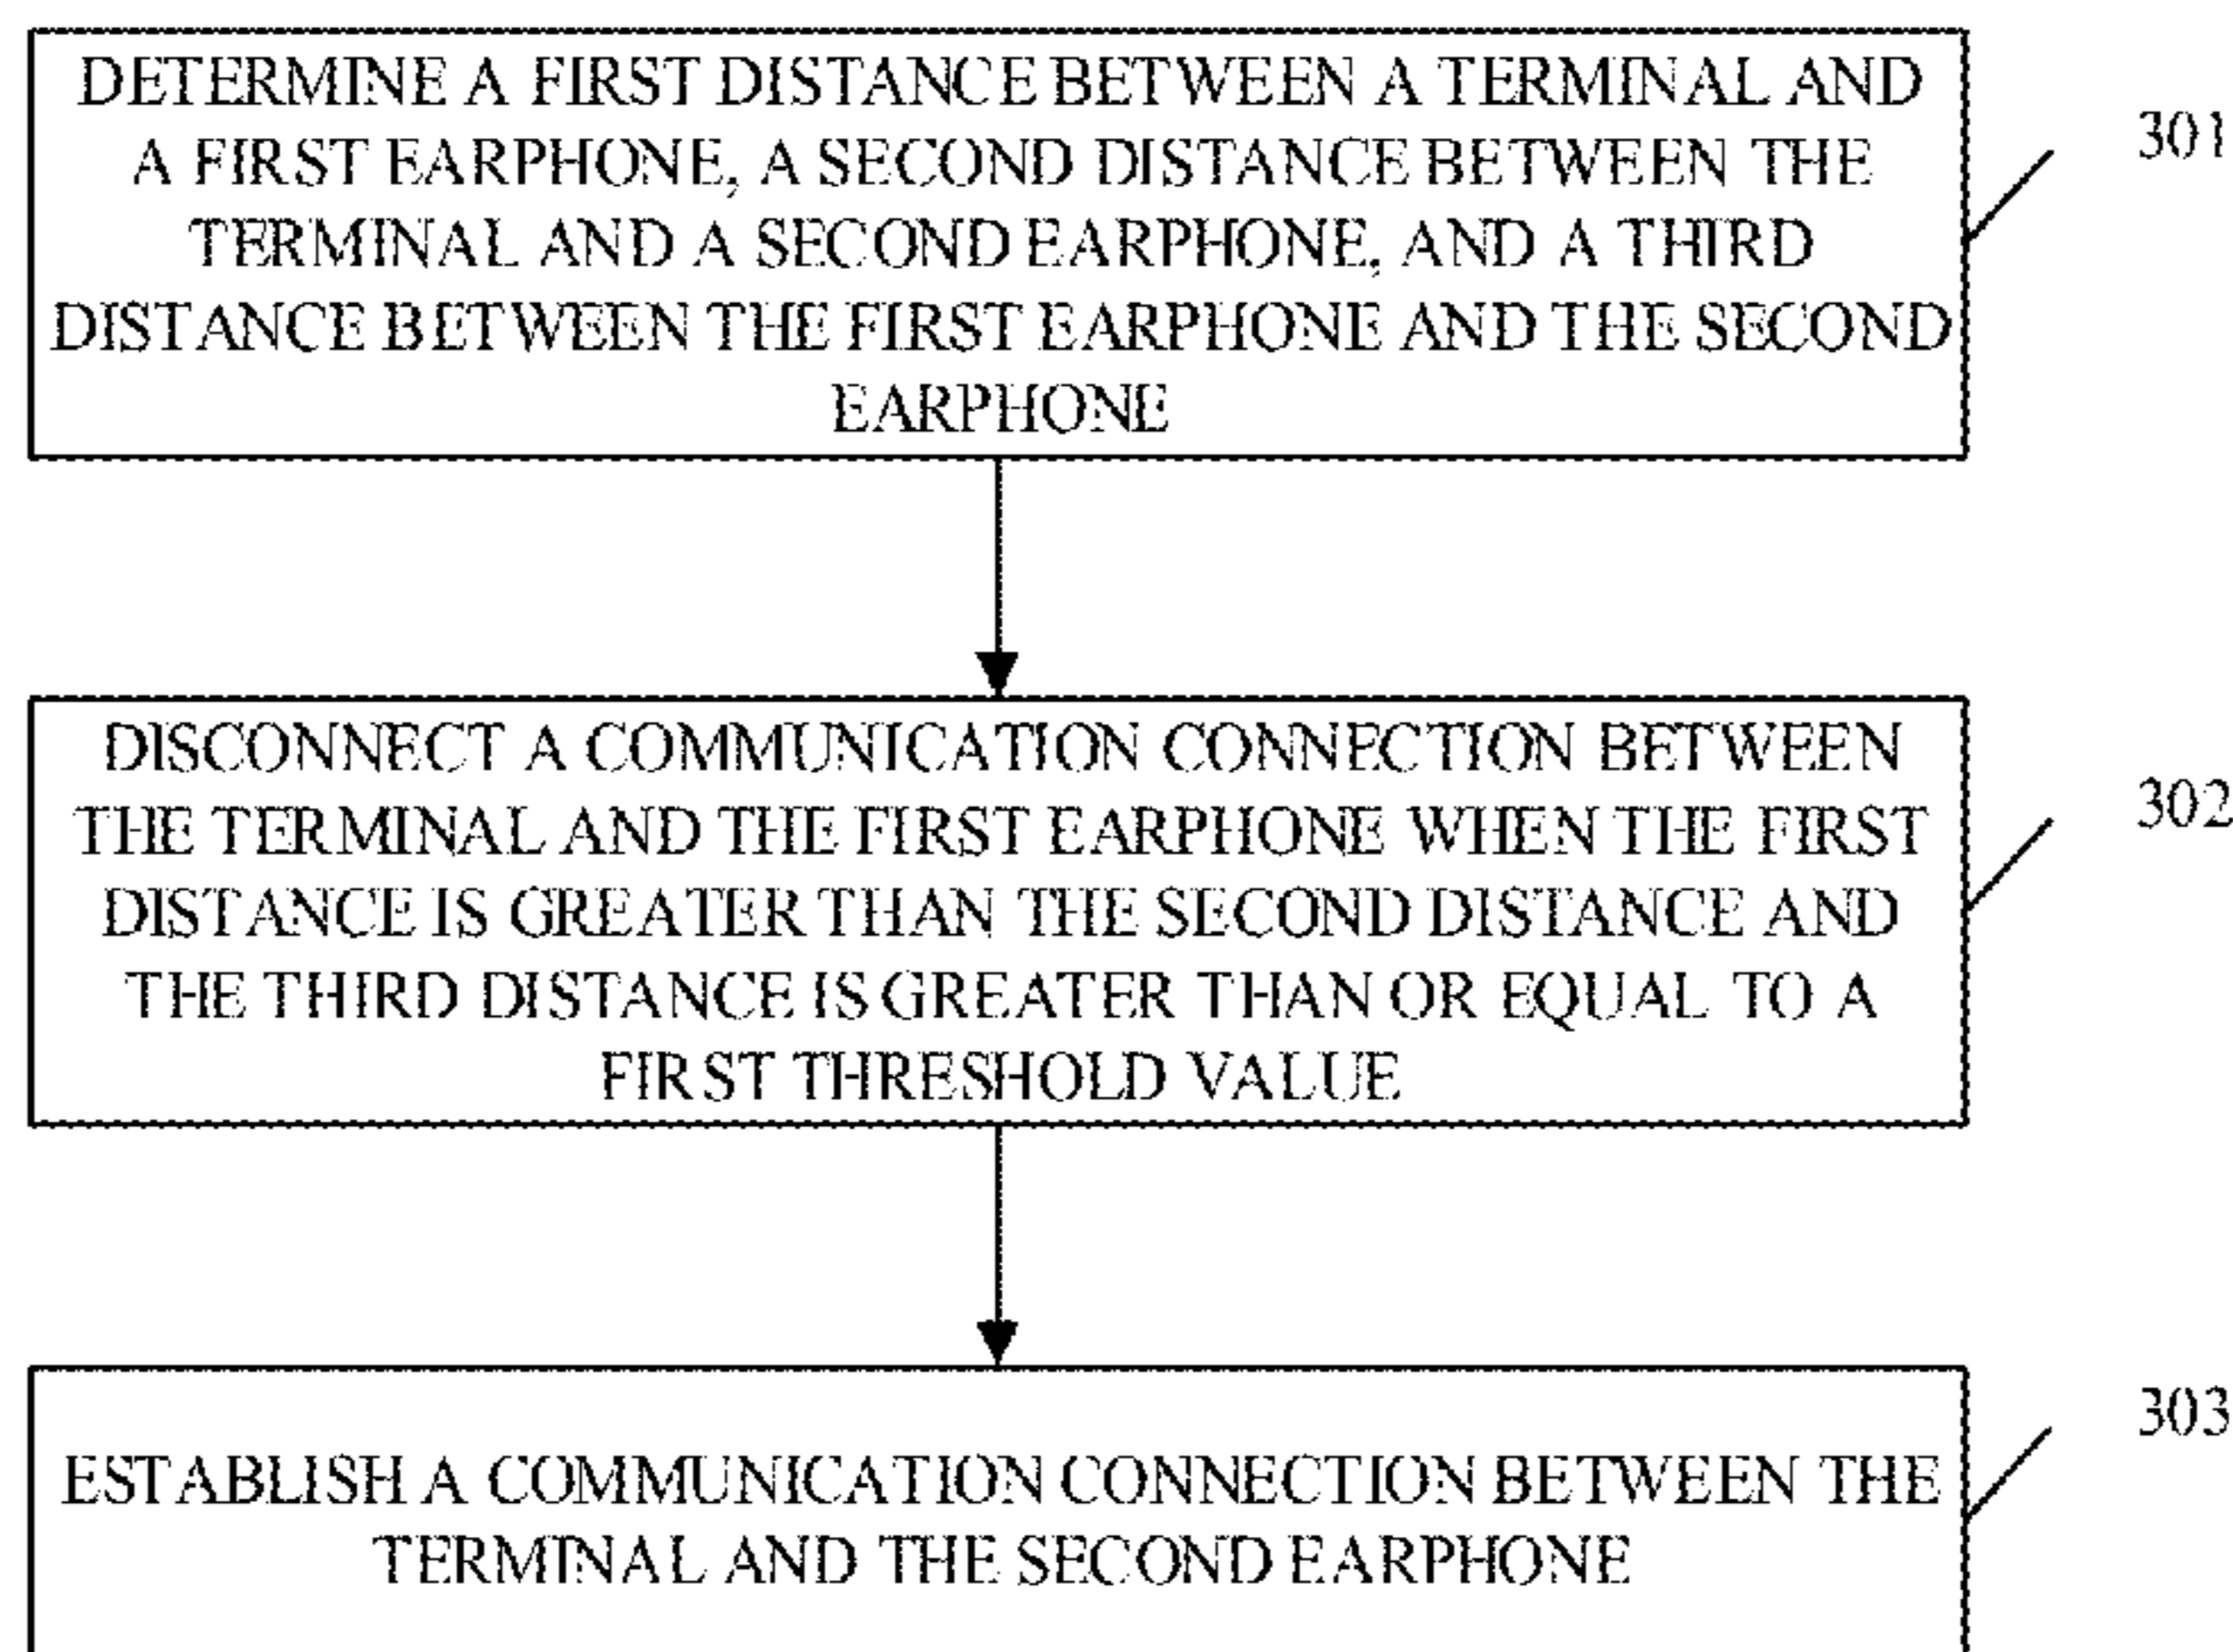 DETERMINE A FIRST DISTANCE BETWEEN A TERMINAL AND
A FIRST EARPHONE, A SECOND DISTANCE BETWEEN THE
TERMINAL AND A SECOND EARPHONE, AND A THIRD
DISTANCE BETWEEN THE FIRST EARPHONE AND THE SECOND
EARPHONE
301
DISCONNECT A COMMUNICATION CONNECTION BETWEEN
THE TERMINAL AND THE FIRST EARPHONE WHEN THE FIRST
DISTANCE IS GREATER THAN THE SECOND DISTANCE AND
THE THIRD DISTANCE IS GREATER THAN OR EQUAL TO A
FIRST THRESHOLD VALUE
302
ESTABLISH A COMMUNICATION CONNECTION BETWEEN THE
TERMINAL AND THE SECOND EARPHONE
303